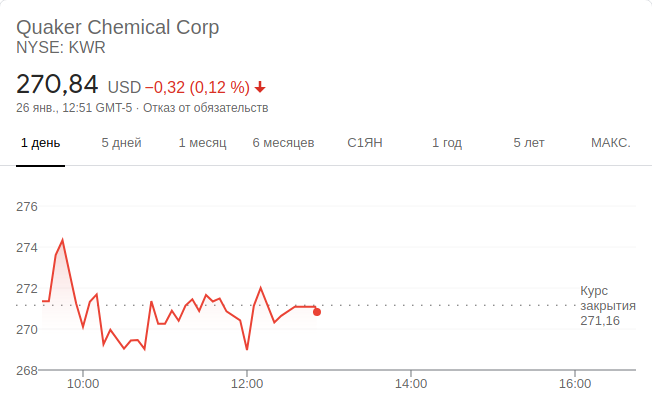 Quaker Chemical Corp
NYSE: KWR
270,84 USD −0,32 (0,12 %)
26 янв., 12:51 GMT-5 · Отказ от обязательств
1 день 5 дней 1 месяц 6 месяцев С1ЯН 1 год 5 лет МАКС.
276
274
272
Курс
закрытия
271,16
270
268
10:00 12:00 14:00 16:00